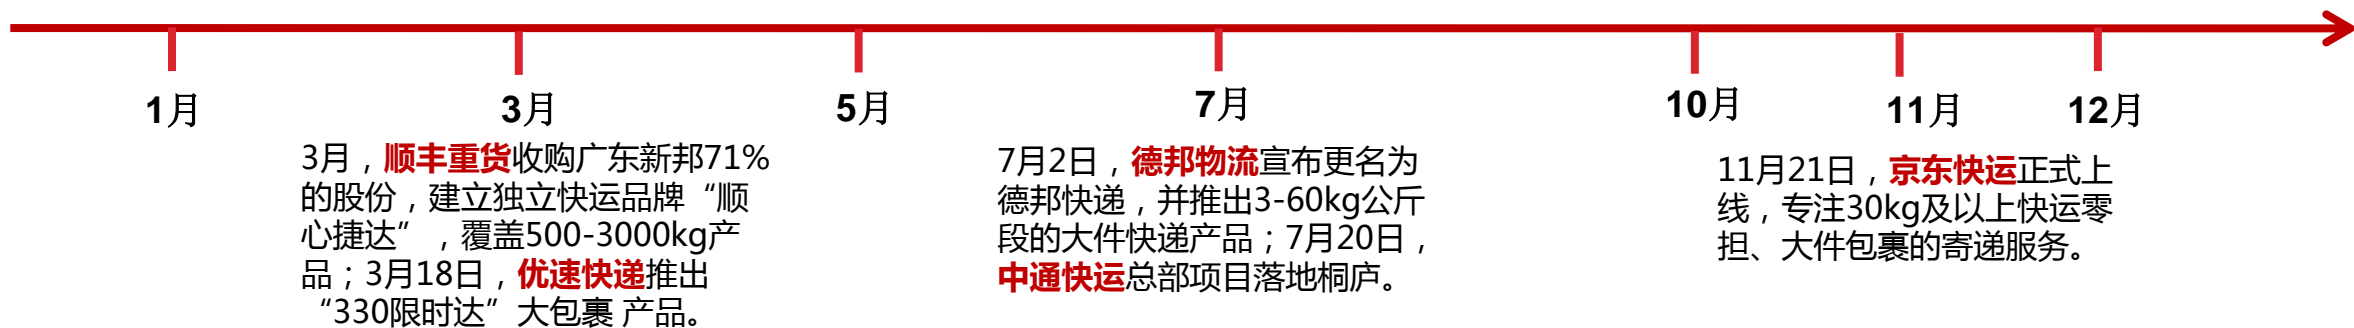 1月
3月
5月
7月
10月
11月
12月
3月，顺丰重货收购广东新邦71%
的股份，建立独立快运品牌“顺
心捷达”，覆盖500-3000kg产
品；3月18日，优速快递推出
“330限时达”大包裹 产品。
7月2日，德邦物流宣布更名为
德邦快递，并推出3-60kg公斤
段的大件快递产品；7月20日，
中通快运总部项目落地桐庐。
11月21日，京东快运正式上
线，专注30kg及以上快运零
担、大件包裹的寄递服务。